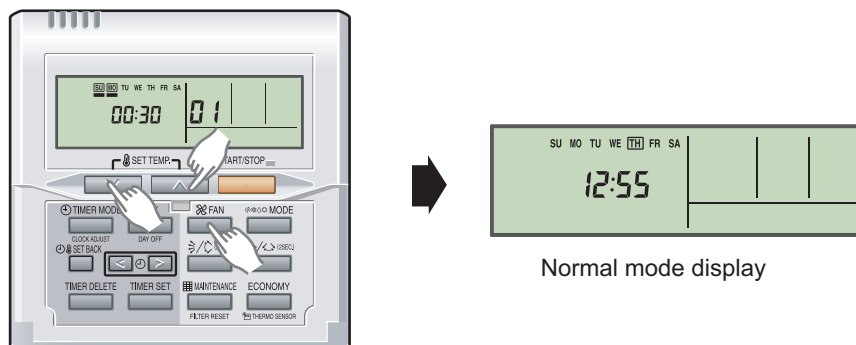 SU MO TU WE TH FR SA
00:30
01
SET TEMP.
TART/STOP
TIMER MODE
CLOCK ADJUST
DAY OFF
FAN
MODE
SET BACK
(2SEC.)
TIMER DELETE
TIMER SET
MAINTENANCE
FILTER RESET
ECONOMY
THERMO SENSOR
SU MO TU WE TH FR SA
12:55
Normal mode display